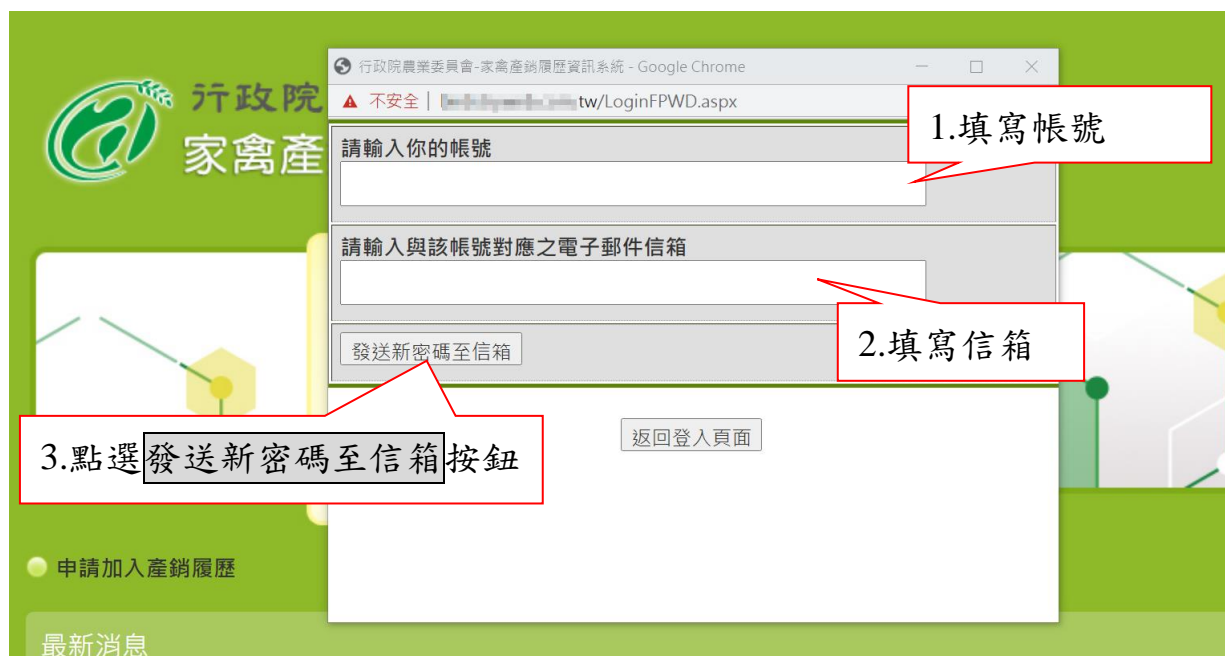 行政院農業委員會-家禽產銷履歷資訊系統 - Google Chrome
不安全 | tw/LoginFPWD.aspx
行政院
家禽產
1.填寫帳號
請輸入你的帳號
請輸入與該帳號對應之電子郵件信箱
2.填寫信箱
發送新密碼至信箱
返回登入頁面
3.點選發送新密碼至信箱按鈕
申請加入產銷履歷
最新消息